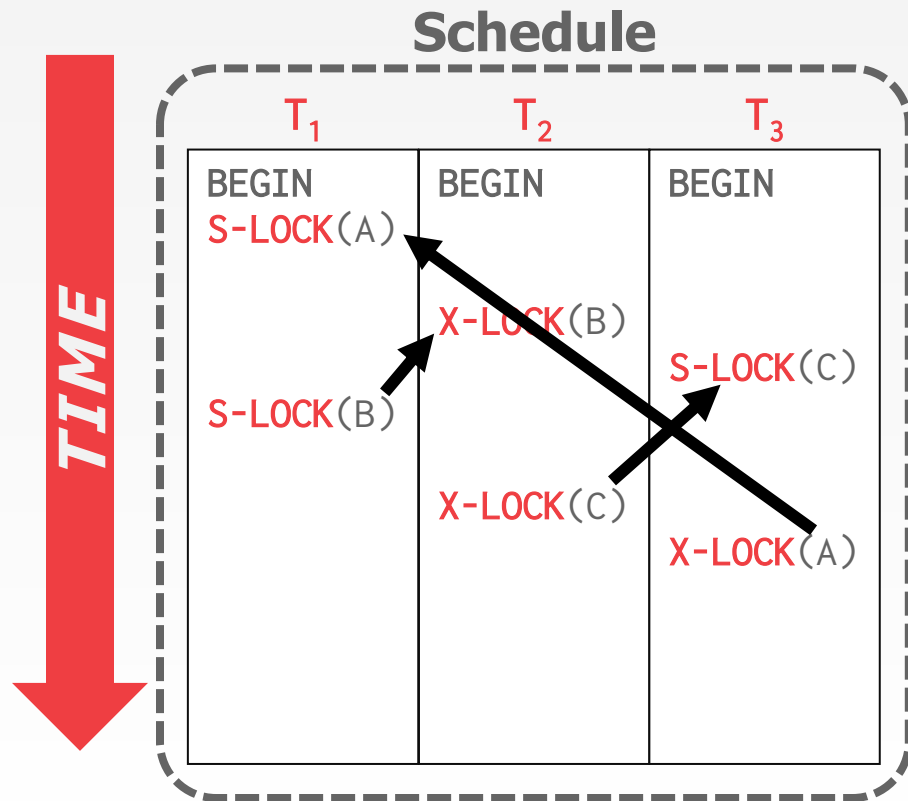 Schedule
TIME
T₁ T₂ T₃
BEGIN BEGIN BEGIN
S-LOCK(A)
X-LOCK(B)
S-LOCK(C)
S-LOCK(B)
X-LOCK(C)
X-LOCK(A)